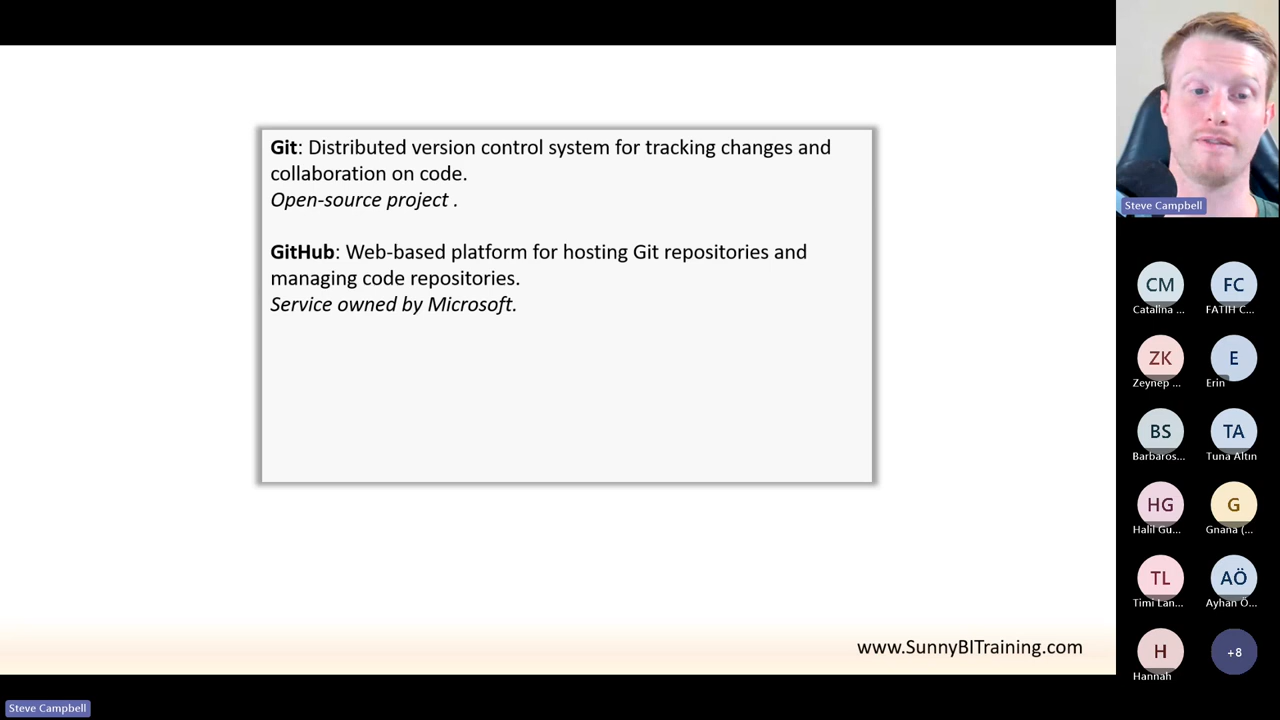 Git: Distributed version control system for tracking changes and
collaboration on code.
Open-source project .
GitHub: Web-based platform for hosting Git repositories and
managing code repositories.
Service owned by Microsoft.
www.SunnyBITraining.com
Steve Campbell
Steve Campbell
CM
Catalina ...
FC
FATIH C...
ZK
Zeynep ...
E
Erin
BS
Barbaros...
TA
Tuna Altın
HG
Halil Gu...
G
Gnana (...
TL
Timi Lan...
AÖ
Ayhan Ö...
H
Hannah
+8